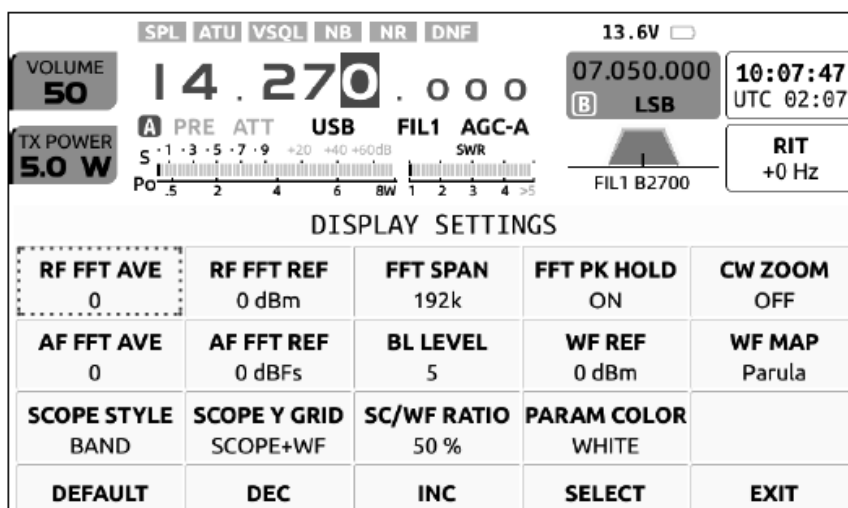 SPL ATU VSQL NB NR DNF 13.6V
VOLUME
50
14.270.000
07.050.000
B LSB
10:07:47
UTC 02:07
A PRE ATT USB FIL1 AGC-A
TX POWER
5.0 W
S ·1 ·3 ·5 ·7 ·9 +20 +40 +60dB SWR
Po .5 2 4 6 8W 1 2 3 4 >5
FIL1 B2700
RIT
+0 Hz
DISPLAY SETTINGS
RF FFT AVE RF FFT REF FFT SPAN FFT PK HOLD CW ZOOM
0 0 dBm 192k ON OFF
AF FFT AVE AF FFT REF BL LEVEL WF REF WF MAP
0 0 dBFs 5 0 dBm Parula
SCOPE STYLE SCOPE Y GRID SC/WF RATIO PARAM COLOR
BAND SCOPE+WF 50 % WHITE
DEFAULT DEC INC SELECT EXIT